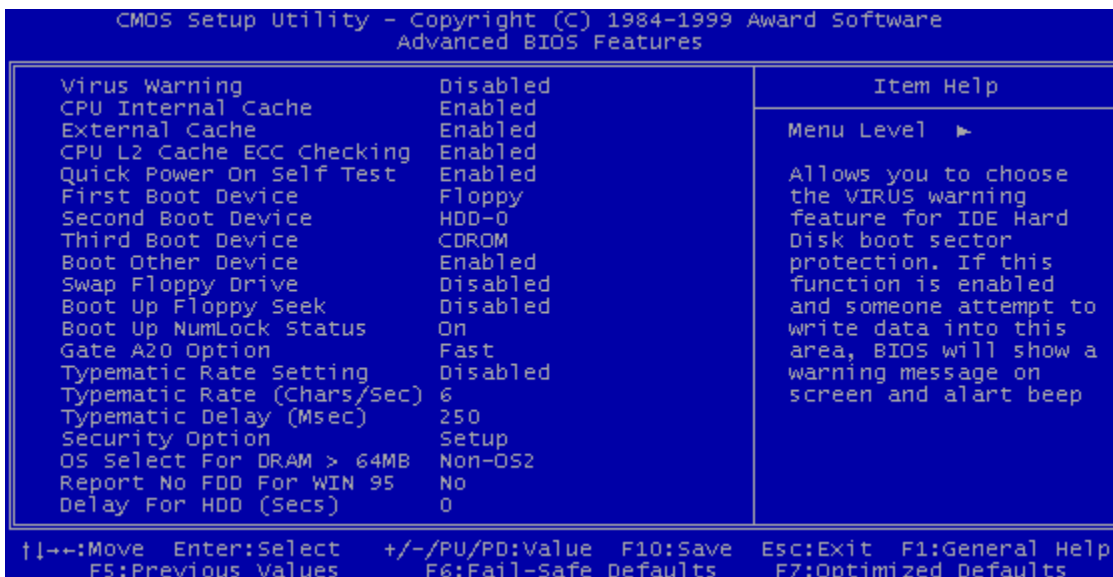 CMOS Setup Utility - Copyright (C) 1984-1999 Award Software
Advanced BIOS Features
Virus Warning Disabled
CPU Internal Cache Enabled
External Cache Enabled
CPU L2 Cache ECC Checking Enabled
Quick Power On Self Test Enabled
First Boot Device Floppy
Second Boot Device HDD-0
Third Boot Device CDROM
Boot Other Device Enabled
Swap Floppy Drive Disabled
Boot Up Floppy Seek Disabled
Boot Up NumLock Status On
Gate A20 Option Fast
Typematic Rate Setting Disabled
Typematic Rate (Chars/Sec) 6
Typematic Delay (Msec) 250
Security Option Setup
OS Select For DRAM > 64MB Non-OS2
Report No FDD For WIN 95 No
Delay For HDD (Secs) 0
Item Help
Menu Level ►
Allows you to choose
the VIRUS warning
feature for IDE Hard
Disk boot sector
protection. If this
function is enabled
and someone attempt to
write data into this
area, BIOS will show a
warning message on
screen and alart beep
↑↓→←:Move Enter:Select +/-/PU/PD:Value F10:Save Esc:Exit F1:General Help
F5:Previous Values F6:Fail-Safe Defaults F7:Optimized Defaults